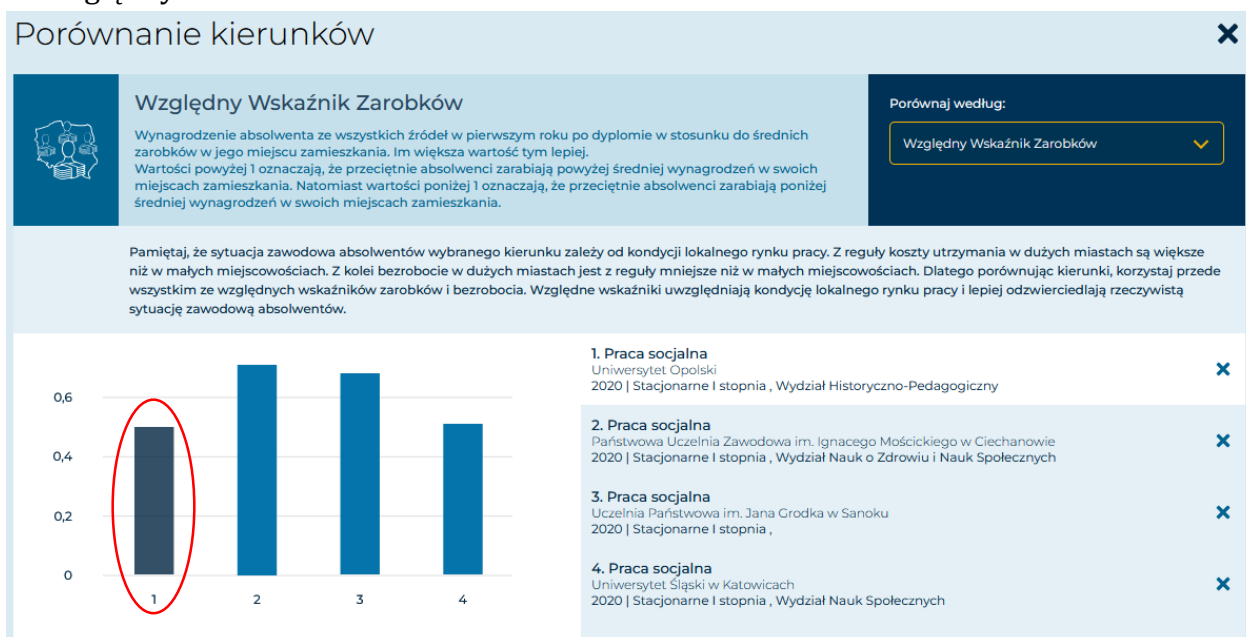 Porównanie kierunków
Względny Wskaźnik Zarobków
Wynagrodzenie absolwenta ze wszystkich źródeł w pierwszym roku po dyplomie w stosunku do średnich
zarobków w jego miejscu zamieszkania. Im większa wartość tym lepiej.
Wartości powyżej 1 oznaczają, że przeciętnie absolwenci zarabiają powyżej średniej wynagrodzeń w swoich
miejscach zamieszkania. Natomiast wartości poniżej 1 oznaczają, że przeciętnie absolwenci zarabiają poniżej
średniej wynagrodzeń w swoich miejscach zamieszkania.
Porównaj według:
Względny Wskaźnik Zarobków
Pamiętaj, że sytuacja zawodowa absolwentów wybranego kierunku zależy od kondycji lokalnego rynku pracy. Z reguły koszty utrzymania w dużych miastach są większe
niż w małych miejscowościach. Z kolei bezrobocie w dużych miastach jest z reguły mniejsze niż w małych miejscowościach. Dlatego porównując kierunki, korzystaj przede
wszystkim ze względnych wskaźników zarobków i bezrobocia. Względne wskaźniki uwzględniają kondycję lokalnego rynku pracy i lepiej odzwierciedlają rzeczywistą
sytuację zawodową absolwentów.
0,6
0,4
0,2
0
1
2
3
4
1. Praca socjalna
Uniwersytet Opolski
2020 | Stacjonarne I stopnia , Wydział Historyczno-Pedagogiczny
2. Praca socjalna
Państwowa Uczelnia Zawodowa im. Ignacego Mościckiego w Ciechanowie
2020 | Stacjonarne I stopnia , Wydział Nauk o Zdrowiu i Nauk Społecznych
3. Praca socjalna
Uczelnia Państwowa im. Jana Grodka w Sanoku
2020 | Stacjonarne I stopnia ,
4. Praca socjalna
Uniwersytet Śląski w Katowicach
2020 | Stacjonarne I stopnia , Wydział Nauk Społecznych